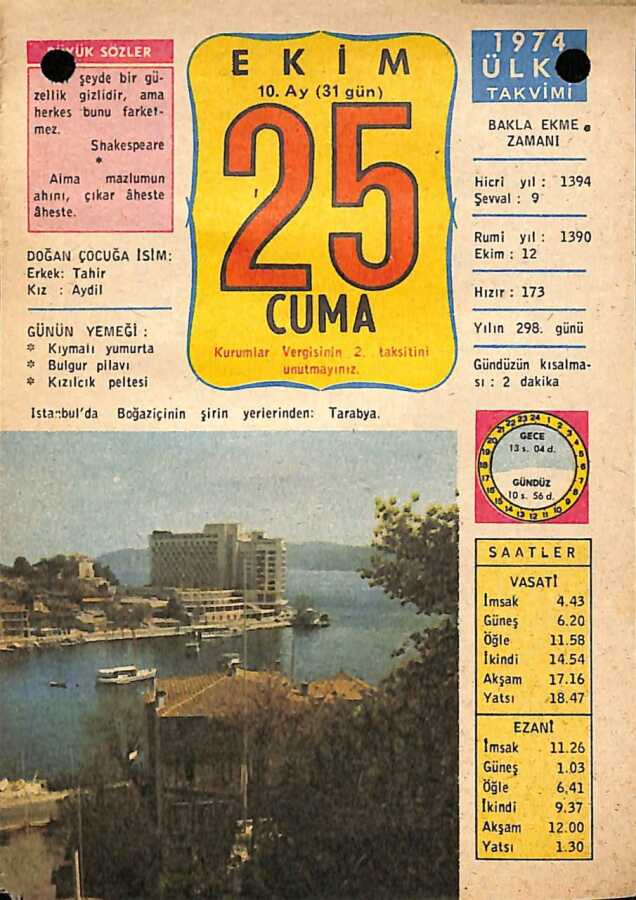 BÜYÜK SÖZLER
Her şeyde bir gü-
zellik gizlidir, ama
herkes bunu farket-
mez.
Shakespeare
*
Alma mazlumun
ahını, çıkar âheste
âheste.
DOĞAN ÇOCUĞA İSİM:
Erkek: Tahir
Kız : Aydil
GÜNÜN YEMEĞİ :
* Kıymalı yumurta
* Bulgur pilavı
* Kızılcık peltesi
EKİM
10. Ay (31 gün)
25
CUMA
Kurumlar Vergisinin 2. taksitini
unutmayınız.
1974
ÜLK
TAKVİMİ
BAKLA EKME
ZAMANI
Hicrî yıl : 1394
Şevval : 9
Rumî yıl : 1390
Ekim : 12
Hızır : 173
Yılın 298. günü
Gündüzün kısalma-
sı : 2 dakika
İstanbul'da Boğaziçinin şirin yerlerinden: Tarabya.
GECE
13 s. 04 d.
GÜNDÜZ
10 s. 56 d.
SAATLER
VASATİ
İmsak 4.43
Güneş 6.20
Öğle 11.58
İkindi 14.54
Akşam 17.16
Yatsı 18.47
EZANİ
İmsak 11.26
Güneş 1.03
Öğle 6,41
İkindi 9.37
Akşam 12.00
Yatsı 1.30